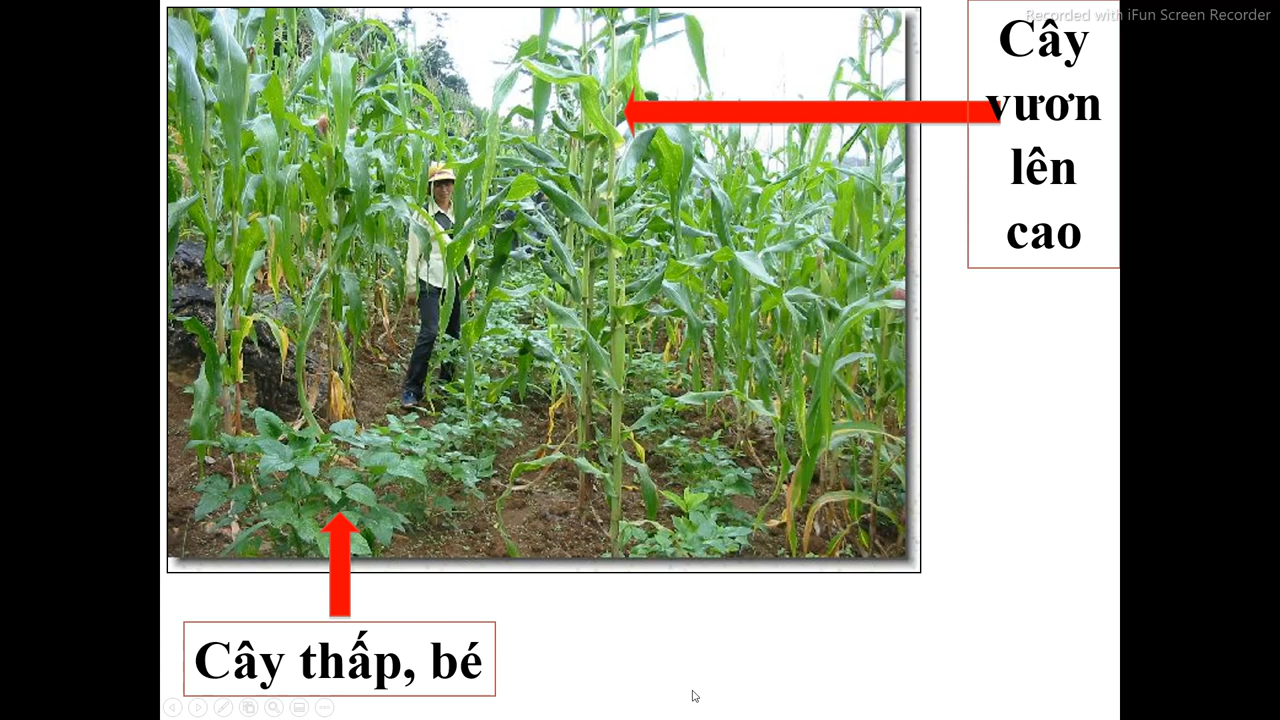 Recorded with iFun Screen Recorder
Cây
vươn
lên
cao
Cây thấp, bé